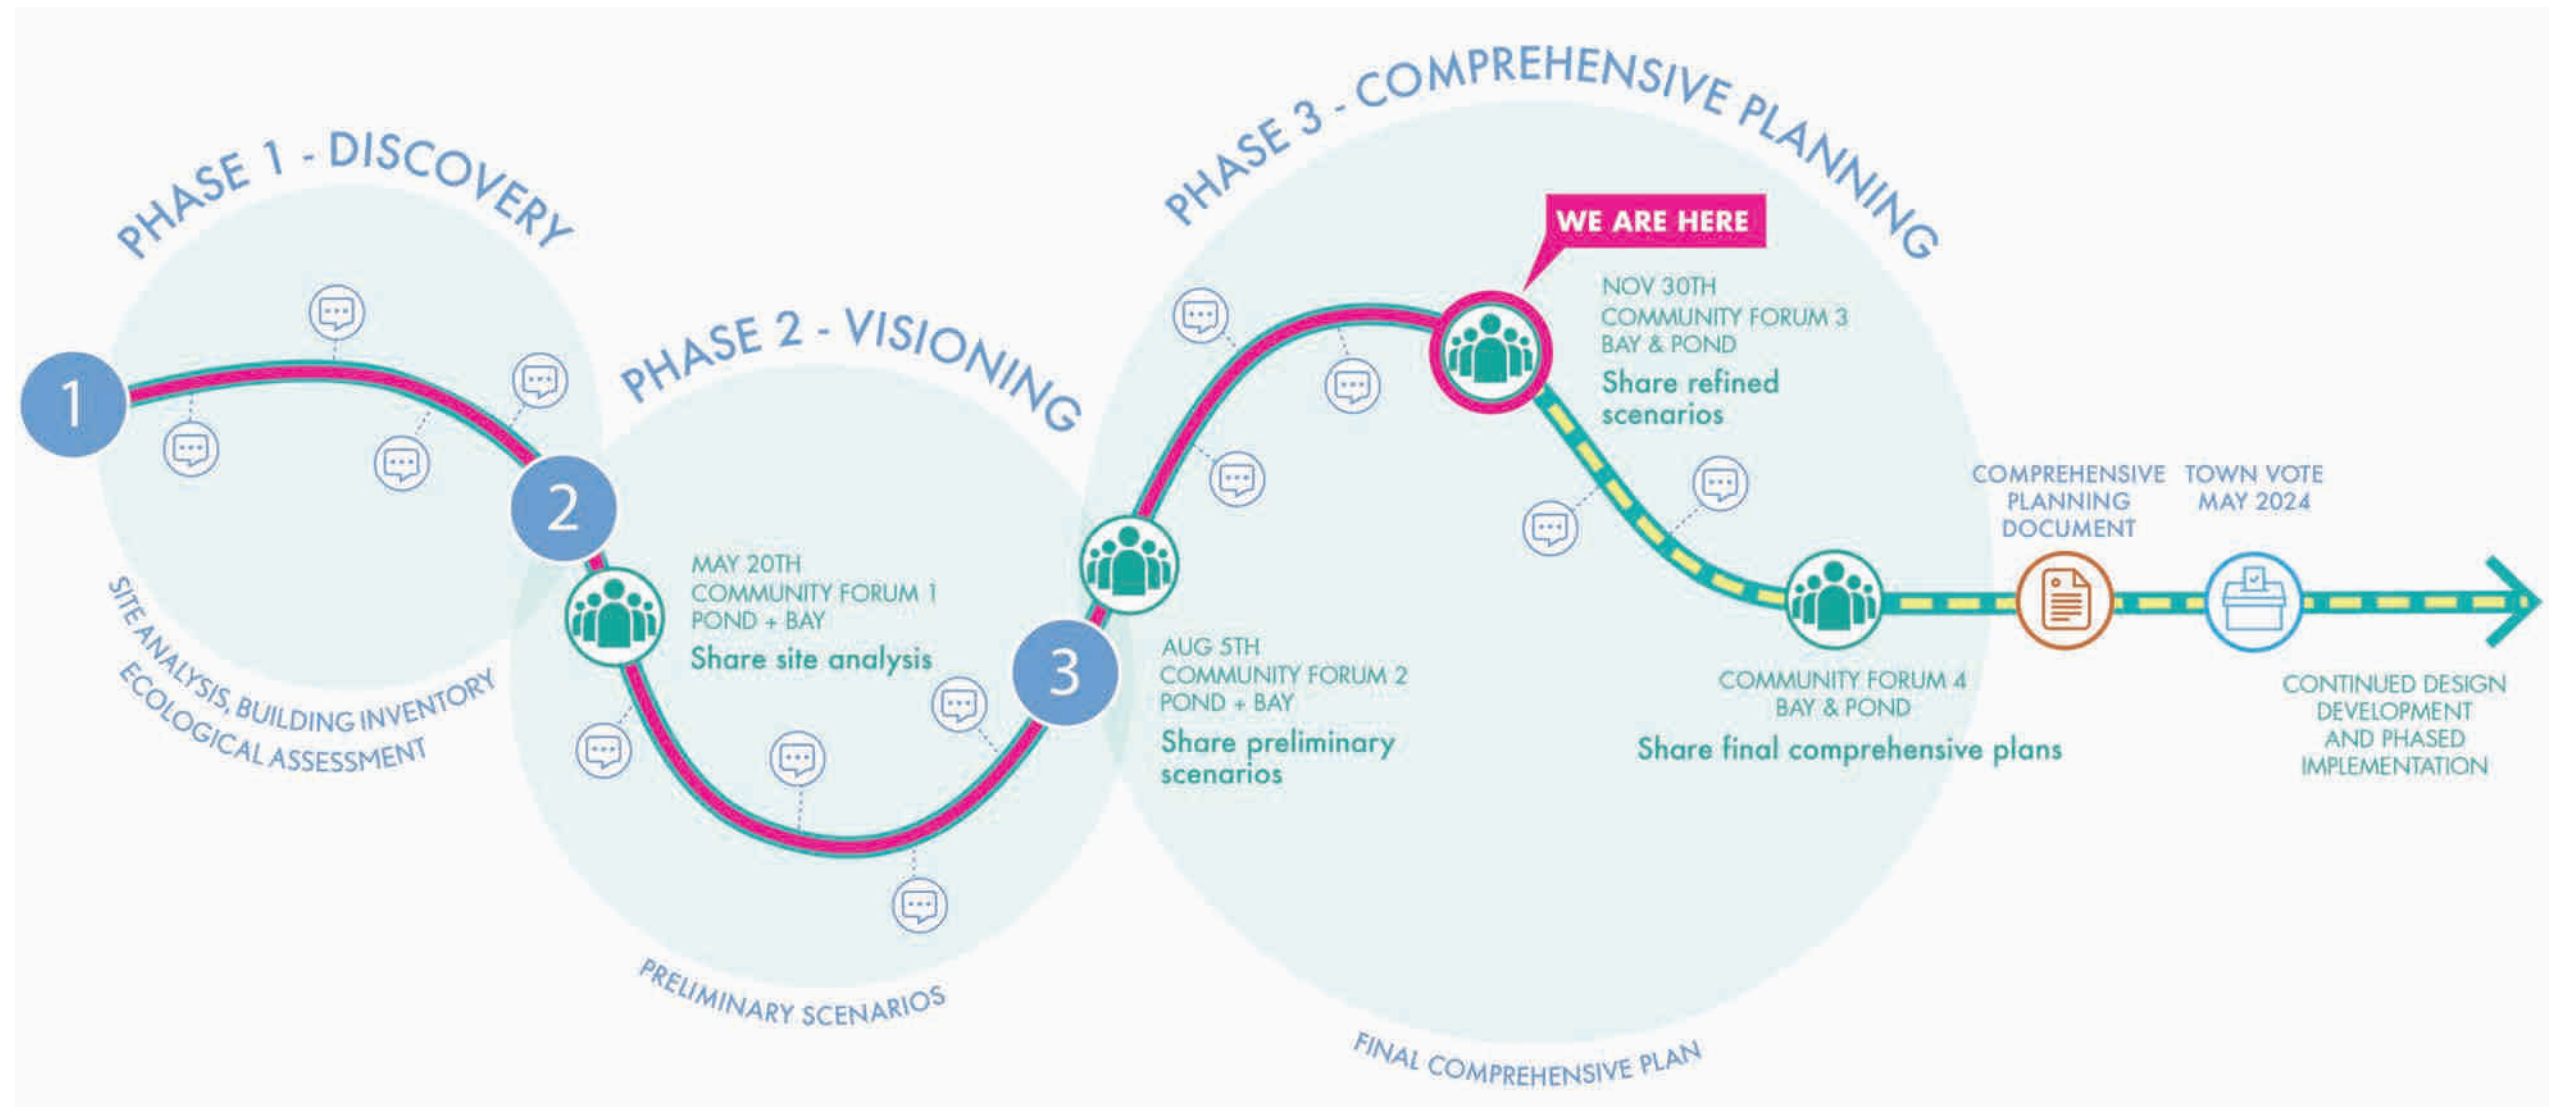 PHASE 1 - DISCOVERY
1
SITE ANALYSIS, BUILDING INVENTORY
ECOLOGICAL ASSESSMENT
PHASE 2 - VISIONING
2
MAY 20TH
COMMUNITY FORUM 1
POND + BAY
Share site analysis
PRELIMINARY SCENARIOS
PHASE 3 - COMPREHENSIVE PLANNING
3
AUG 5TH
COMMUNITY FORUM 2
POND + BAY
Share preliminary
scenarios
WE ARE HERE
NOV 30TH
COMMUNITY FORUM 3
BAY & POND
Share refined
scenarios
COMMUNITY FORUM 4
BAY & POND
Share final comprehensive plans
FINAL COMPREHENSIVE PLAN
COMPREHENSIVE
PLANNING
DOCUMENT
TOWN VOTE
MAY 2024
CONTINUED DESIGN
DEVELOPMENT
AND PHASED
IMPLEMENTATION